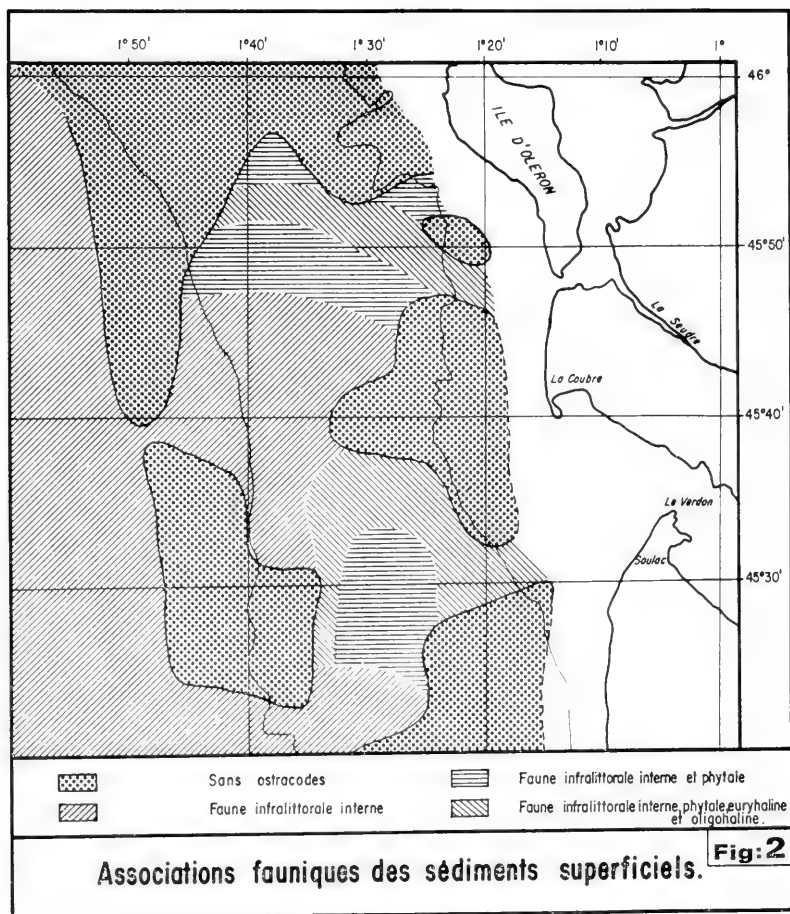 1°50' 1°40' 1°30' 1°20' 1°10' 1°
46°
ILE D'OLERON
45°50'
La Seudre
La Coubre
45°40'
Le Verdon
Soulac
45°30'
Sans ostracodes
Faune infralittorale interne
Faune infralittorale interne et phytale
Faune infralittorale interne, phytale, euryhaline
et oligohaline.
Associations fauniques des sédiments superficiels.
Fig:2